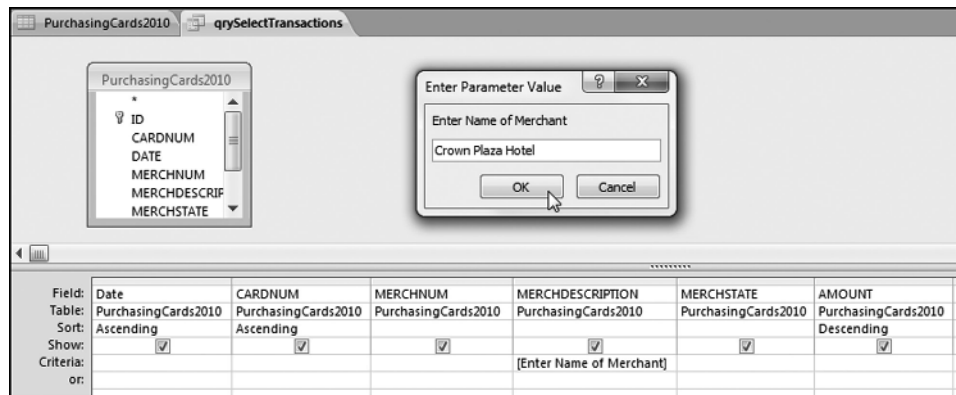 PurchasingCards2010 qrySelectTransactions
PurchasingCards2010
*
ID
CARDNUM
DATE
MERCHNUM
MERCHDESCRIP
MERCHSTATE
Enter Parameter Value
Enter Name of Merchant
Crown Plaza Hotel
OK Cancel
Field: Date CARDNUM MERCHNUM MERCHDESCRIPTION MERCHSTATE AMOUNT
Table: PurchasingCards2010 PurchasingCards2010 PurchasingCards2010 PurchasingCards2010 PurchasingCards2010 PurchasingCards2010
Sort: Ascending Ascending Descending
Show:
Criteria: [Enter Name of Merchant]
or: